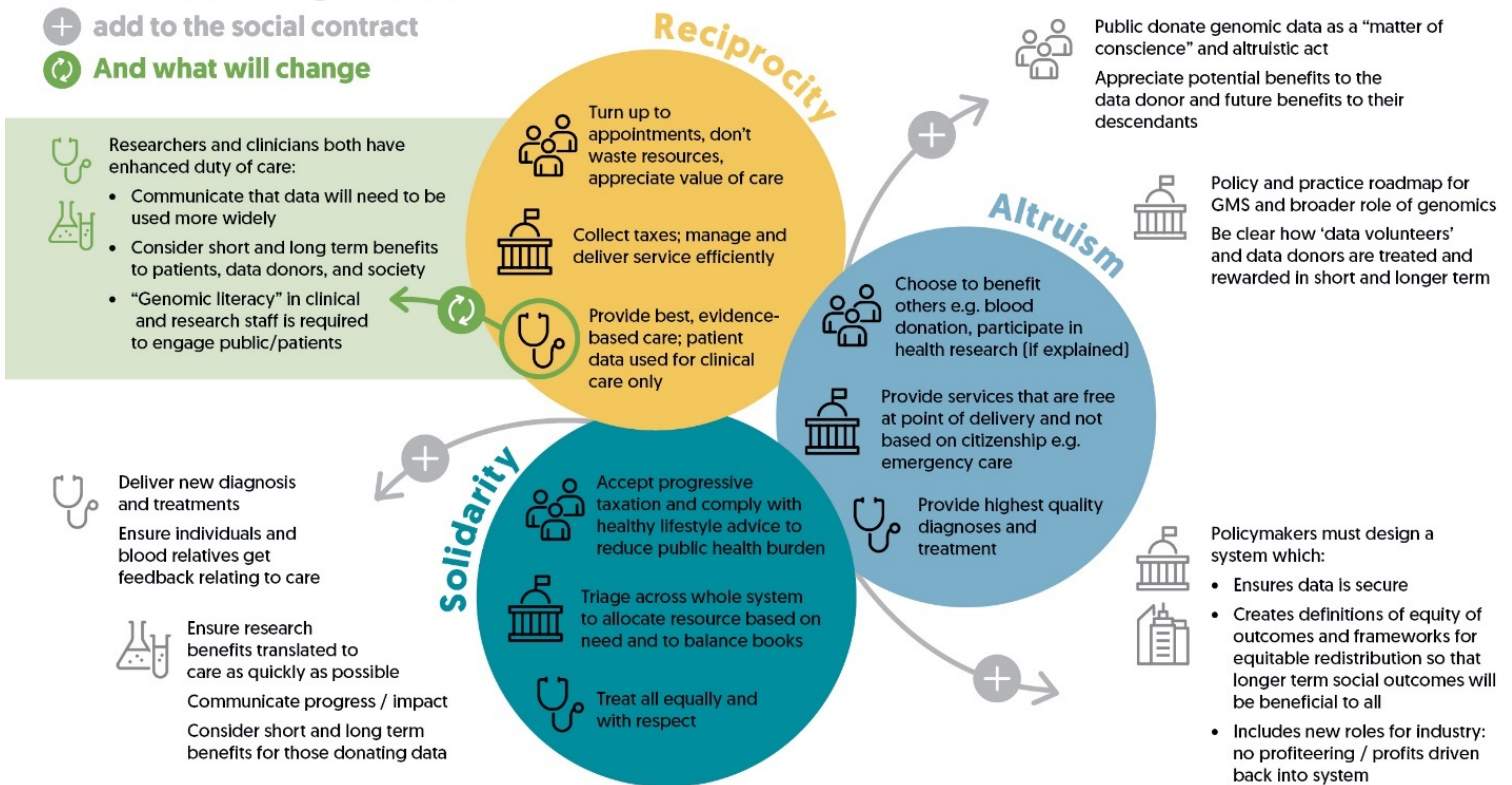 add to the social contract
And what will change
Reciprocity
Turn up to
appointments, don't
waste resources,
appreciate value of care
Collect taxes; manage and
deliver service efficiently
Provide best, evidence-
based care; patient
data used for clinical
care only
Researchers and clinicians both have
enhanced duty of care:
• Communicate that data will need to be
used more widely
• Consider short and long term benefits
to patients, data donors, and society
• “Genomic literacy” in clinical
and research staff is required
to engage public/patients
Public donate genomic data as a “matter of
conscience” and altruistic act
Appreciate potential benefits to the
data donor and future benefits to their
descendants
Policy and practice roadmap for
GMS and broader role of genomics
Be clear how ‘data volunteers’
and data donors are treated and
rewarded in short and longer term
Altruism
Choose to benefit
others e.g. blood
donation, participate in
health research (if explained)
Provide services that are free
at point of delivery and not
based on citizenship e.g.
emergency care
Provide highest quality
diagnoses and
treatment
Solidarity
Accept progressive
taxation and comply with
healthy lifestyle advice to
reduce public health burden
Triage across whole system
to allocate resource based on
need and to balance books
Treat all equally and
with respect
Deliver new diagnosis
and treatments
Ensure individuals and
blood relatives get
feedback relating to care
Ensure research
benefits translated to
care as quickly as possible
Communicate progress / impact
Consider short and long term
benefits for those donating data
Policymakers must design a
system which:
• Ensures data is secure
• Creates definitions of equity of
outcomes and frameworks for
equitable redistribution so that
longer term social outcomes will
be beneficial to all
• Includes new roles for industry:
no profiteering / profits driven
back into system